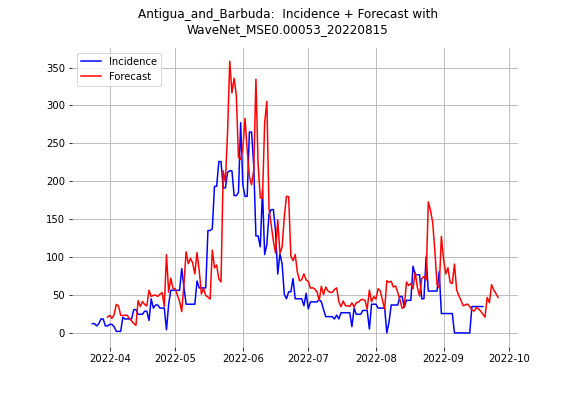 Antigua_and_Barbuda:  Incidence + Forecast with
WaveNet_MSE0.00053_20220815
Incidence
Forecast
350
300
250
200
150
100
50
0
2022-04 2022-05 2022-06 2022-07 2022-08 2022-09 2022-10